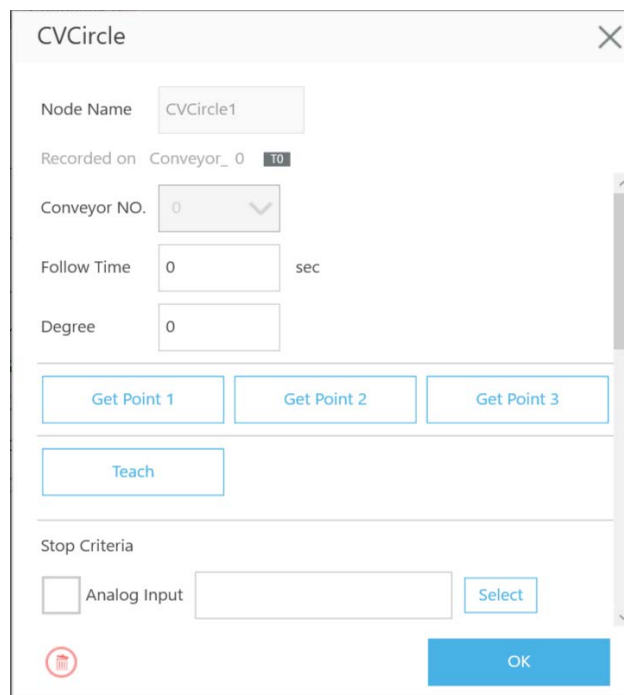 CVCircle
Node Name CVCircle1
Recorded on Conveyor_ 0 T0
Conveyor NO. 0
Follow Time 0 sec
Degree 0
Get Point 1 Get Point 2 Get Point 3
Teach
Stop Criteria
Analog Input Select
OK